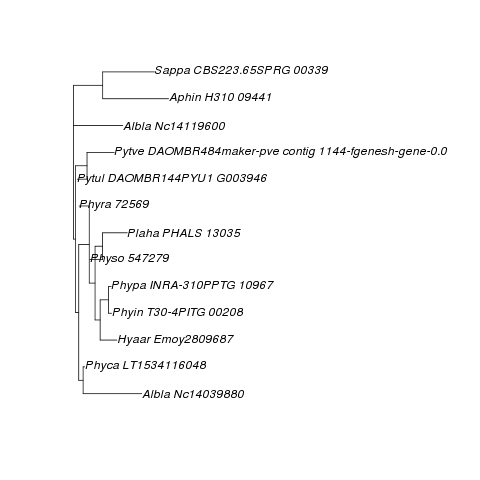 Sappa CBS223.65SPRG 00339
Aphin H310 09441
Albla Nc14119600
Pytve DAOMBR484maker-pve contig 1144-fgenesh-gene-0.0
Pytul DAOMBR144PYU1 G003946
Phyra 72569
Plaha PHALS 13035
Physo 547279
Phypa INRA-310PPTG 10967
Phyin T30-4PITG 00208
Hyaar Emoy2809687
Phyca LT1534116048
Albla Nc14039880